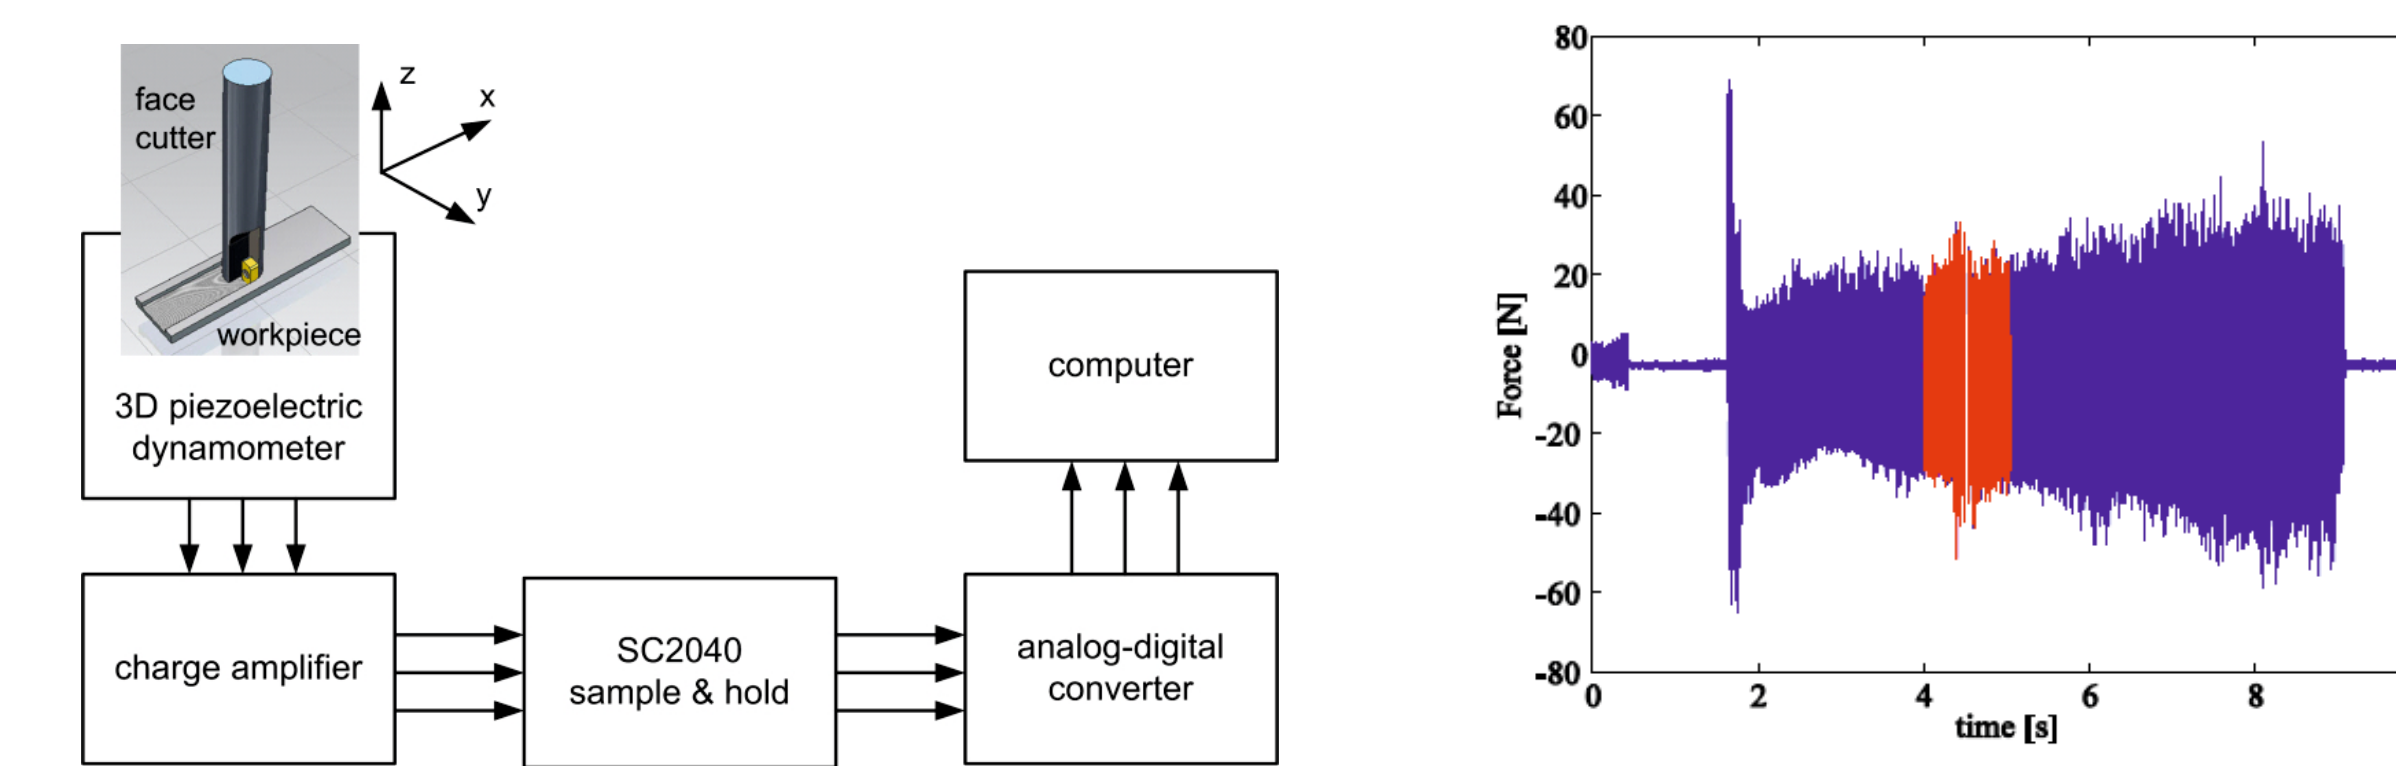 face
cutter
z
x
y
workpiece
3D piezoelectric
dynamometer
charge amplifier
SC2040
sample & hold
analog-digital
converter
computer
80
60
40
20
0
-20
-40
-60
-80
Force [N]
0 2 4 6 8
time [s]